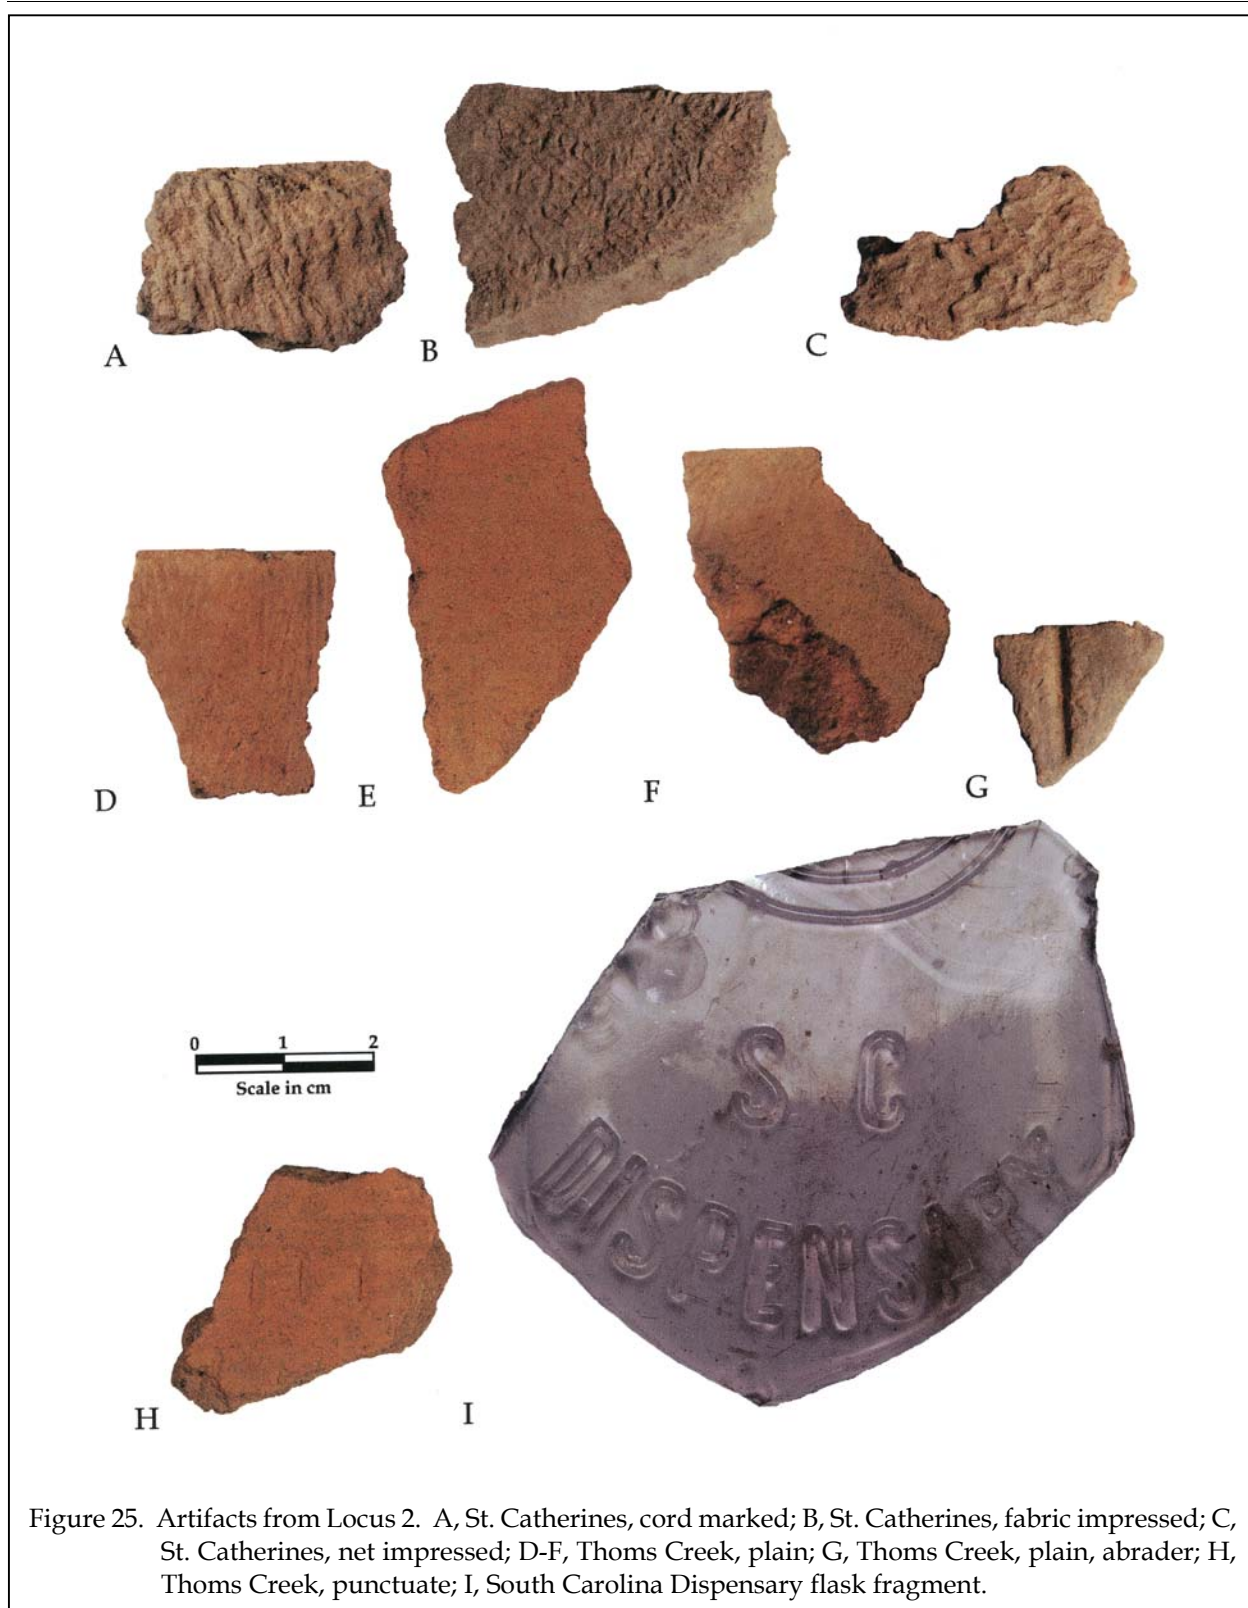 A
B
C
D
E
F
G
0 1 2
Scale in cm
S C
DISPENSARY
H
I
Figure 25. Artifacts from Locus 2. A, St. Catherines, cord marked; B, St. Catherines, fabric impressed; C,
St. Catherines, net impressed; D-F, Thoms Creek, plain; G, Thoms Creek, plain, abrader; H,
Thoms Creek, punctuate; I, South Carolina Dispensary flask fragment.